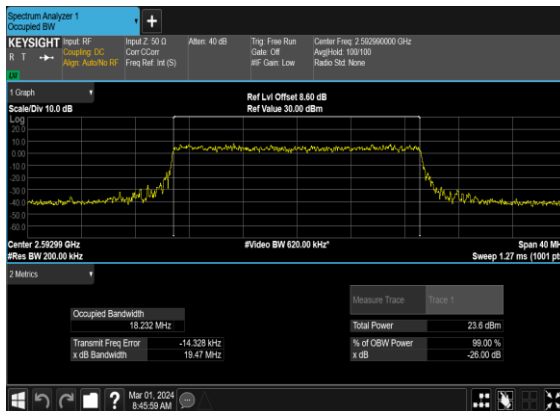 Spectrum Analyzer 1
Occupied BW
KEYSIGHT
R T
Input: RF
Coupling: DC
Align: Auto/No RF
Input Z: 50 Ω
Corr CCorr
Freq Ref: Int (S)
Atten: 40 dB
Trig: Free Run
Gate: Off
#IF Gain: Low
Center Freq: 2.592990000 GHz
Avg|Hold: 100/100
Radio Std: None
1 Graph
Scale/Div 10.0 dB
Ref Lvl Offset 8.60 dB
Ref Value 30.00 dBm
Log
20.0
10.0
0.00
-10.0
-20.0
-30.0
-40.0
-50.0
-60.0
Center 2.59299 GHz
#Res BW 200.00 kHz
#Video BW 620.00 kHz*
Span 40 MH
Sweep 1.27 ms (1001 pt
2 Metrics
Occupied Bandwidth
18.232 MHz
Transmit Freq Error -14.328 kHz
x dB Bandwidth 19.47 MHz
Measure Trace Trace 1
Total Power 23.6 dBm
% of OBW Power 99.00 %
x dB -26.00 dB
Mar 01, 2024
8:45:59 AM